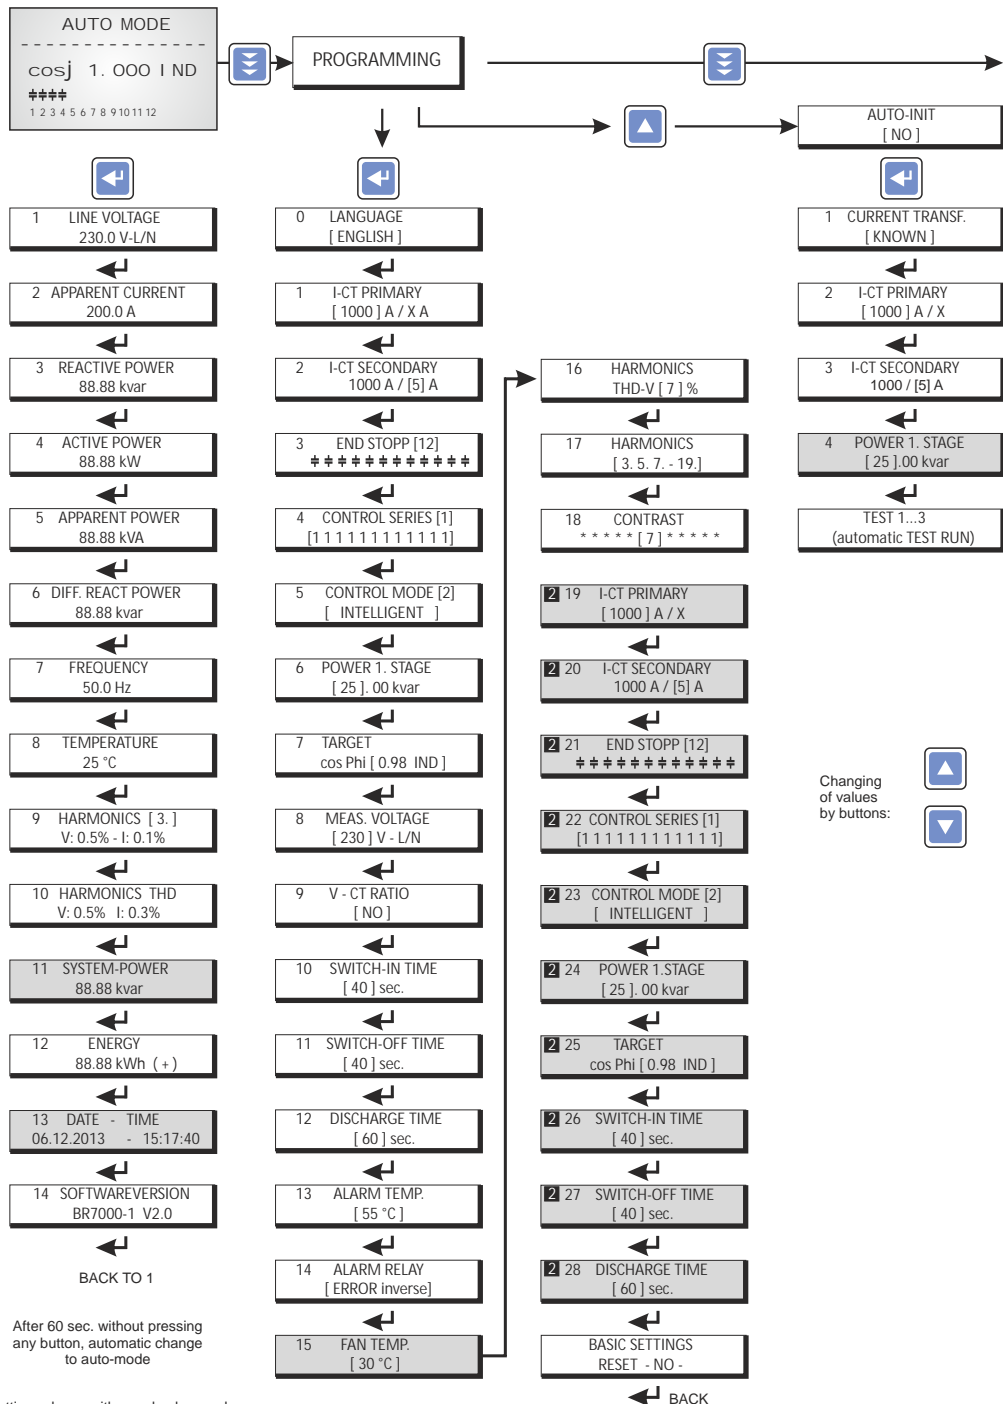 AUTO MODE
- - - - - - - - - - - - - - -
cosj 1. 000 I ND
1 2 3 4 5 6 7 8 9 10 11 12
PROGRAMMING
AUTO-INIT
[ NO ]
1 LINE VOLTAGE
230.0 V-L/N
2 APPARENT CURRENT
200.0 A
3 REACTIVE POWER
88.88 kvar
4 ACTIVE POWER
88.88 kW
5 APPARENT POWER
88.88 kVA
6 DIFF. REACT POWER
88.88 kvar
7 FREQUENCY
50.0 Hz
8 TEMPERATURE
25 °C
9 HARMONICS [ 3. ]
V: 0.5% - I: 0.1%
10 HARMONICS THD
V: 0.5% I: 0.3%
11 SYSTEM-POWER
88.88 kvar
12 ENERGY
88.88 kWh ( + )
13 DATE - TIME
06.12.2013 - 15:17:40
14 SOFTWAREVERSION
BR7000-1 V2.0
BACK TO 1
After 60 sec. without pressing
any button, automatic change
to auto-mode
0 LANGUAGE
[ ENGLISH ]
1 I-CT PRIMARY
[ 1000 ] A / X A
2 I-CT SECONDARY
1000 A / [5] A
3 END STOPP [12]
4 CONTROL SERIES [1]
[1 1 1 1 1 1 1 1 1 1 1 1]
5 CONTROL MODE [2]
[ INTELLIGENT ]
6 POWER 1. STAGE
[ 25 ]. 00 kvar
7 TARGET
cos Phi [ 0.98 IND ]
8 MEAS. VOLTAGE
[ 230 ] V - L/N
9 V - CT RATIO
[ NO ]
10 SWITCH-IN TIME
[ 40 ] sec.
11 SWITCH-OFF TIME
[ 40 ] sec.
12 DISCHARGE TIME
[ 60 ] sec.
13 ALARM TEMP.
[ 55 °C ]
14 ALARM RELAY
[ ERROR inverse]
15 FAN TEMP.
[ 30 °C ]
16 HARMONICS
THD-V [ 7 ] %
17 HARMONICS
[ 3. 5. 7. - 19.]
18 CONTRAST
* * * * * [ 7 ] * * * * *
2 19 I-CT PRIMARY
[ 1000 ] A / X
2 20 I-CT SECONDARY
1000 A / [5] A
2 21 END STOPP [12]
2 22 CONTROL SERIES [1]
[1 1 1 1 1 1 1 1 1 1 1 1]
2 23 CONTROL MODE [2]
[ INTELLIGENT ]
2 24 POWER 1.STAGE
[ 25 ]. 00 kvar
2 25 TARGET
cos Phi [ 0.98 IND ]
2 26 SWITCH-IN TIME
[ 40 ] sec.
2 27 SWITCH-OFF TIME
[ 40 ] sec.
2 28 DISCHARGE TIME
[ 60 ] sec.
BASIC SETTINGS
RESET - NO -
BACK
1 CURRENT TRANSF.
[ KNOWN ]
2 I-CT PRIMARY
[ 1000 ] A / X
3 I-CT SECONDARY
1000 / [5] A
4 POWER 1. STAGE
[ 25 ].00 kvar
TEST 1...3
(automatic TEST RUN)
Changing
of values
by buttons: